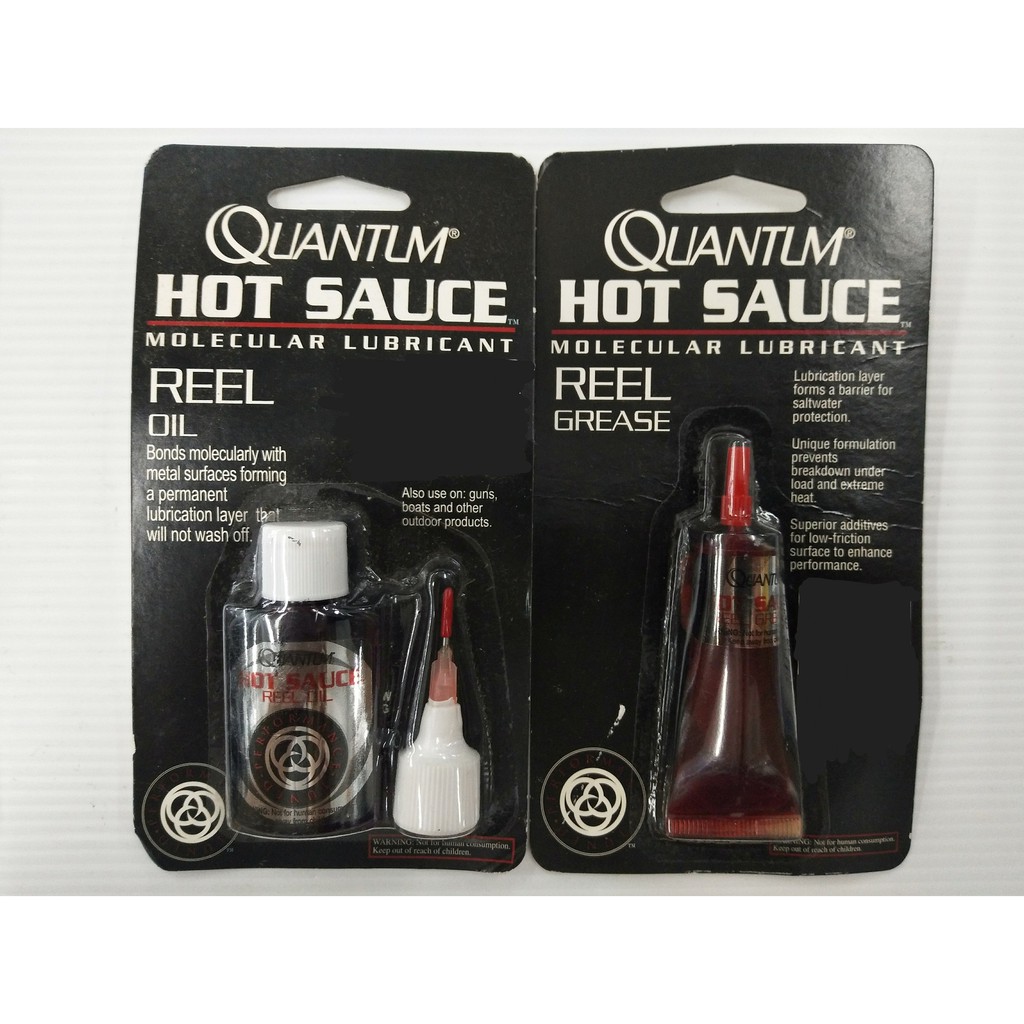 QUANTUM®
HOT SAUCE™
MOLECULAR LUBRICANT
REEL
OIL
Bonds molecularly with
metal surfaces forming
a permanent
lubrication layer that
will not wash off.
Also use on: guns,
boats and other
outdoor products.
QUANTUM
HOT SAUCE
REEL OIL
WARNING: Not for human consumption.
Keep out of reach of children.
QUANTUM®
HOT SAUCE™
MOLECULAR LUBRICANT
REEL
GREASE
Lubrication layer
forms a barrier for
saltwater
protection.
Unique formulation
prevents
breakdown under
load and extreme
heat.
Superior additives
for low-friction
surface to enhance
performance.
QUANTUM
HOT SA
WARNING: Not for human consumption.
Keep out of reach of children.